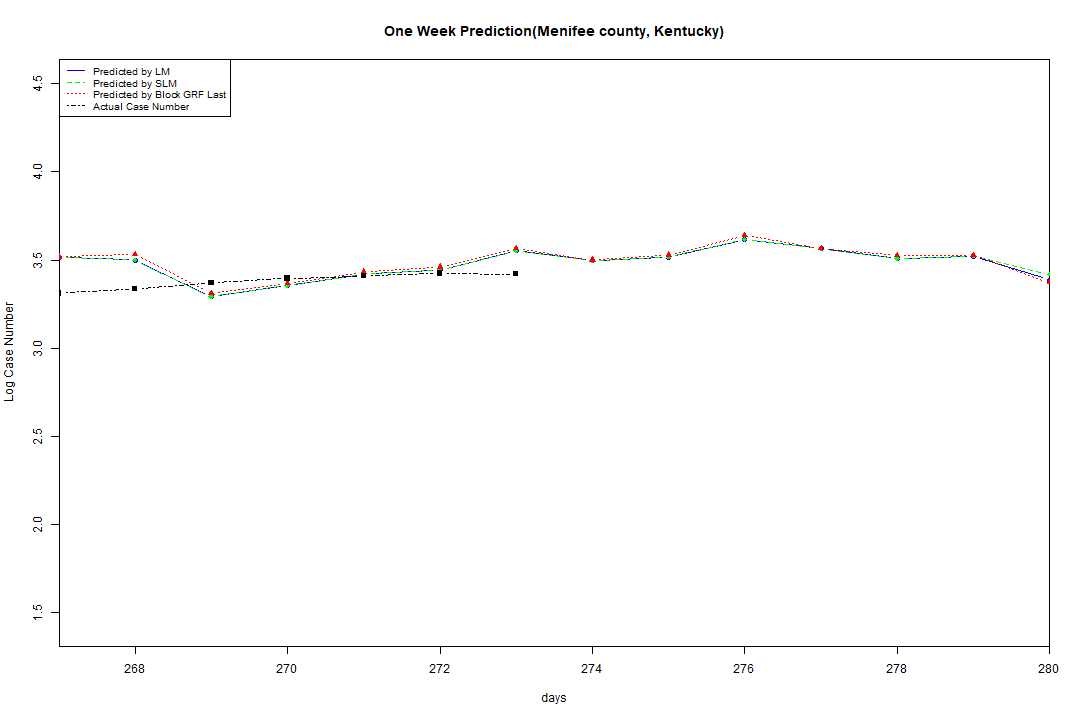 One Week Prediction(Menifee county, Kentucky)
Predicted by LM
Predicted by SLM
Predicted by Block GRF Last
Actual Case Number
4.5
4.0
3.5
3.0
2.5
2.0
1.5
Log Case Number
268 270 272 274 276 278 280
days